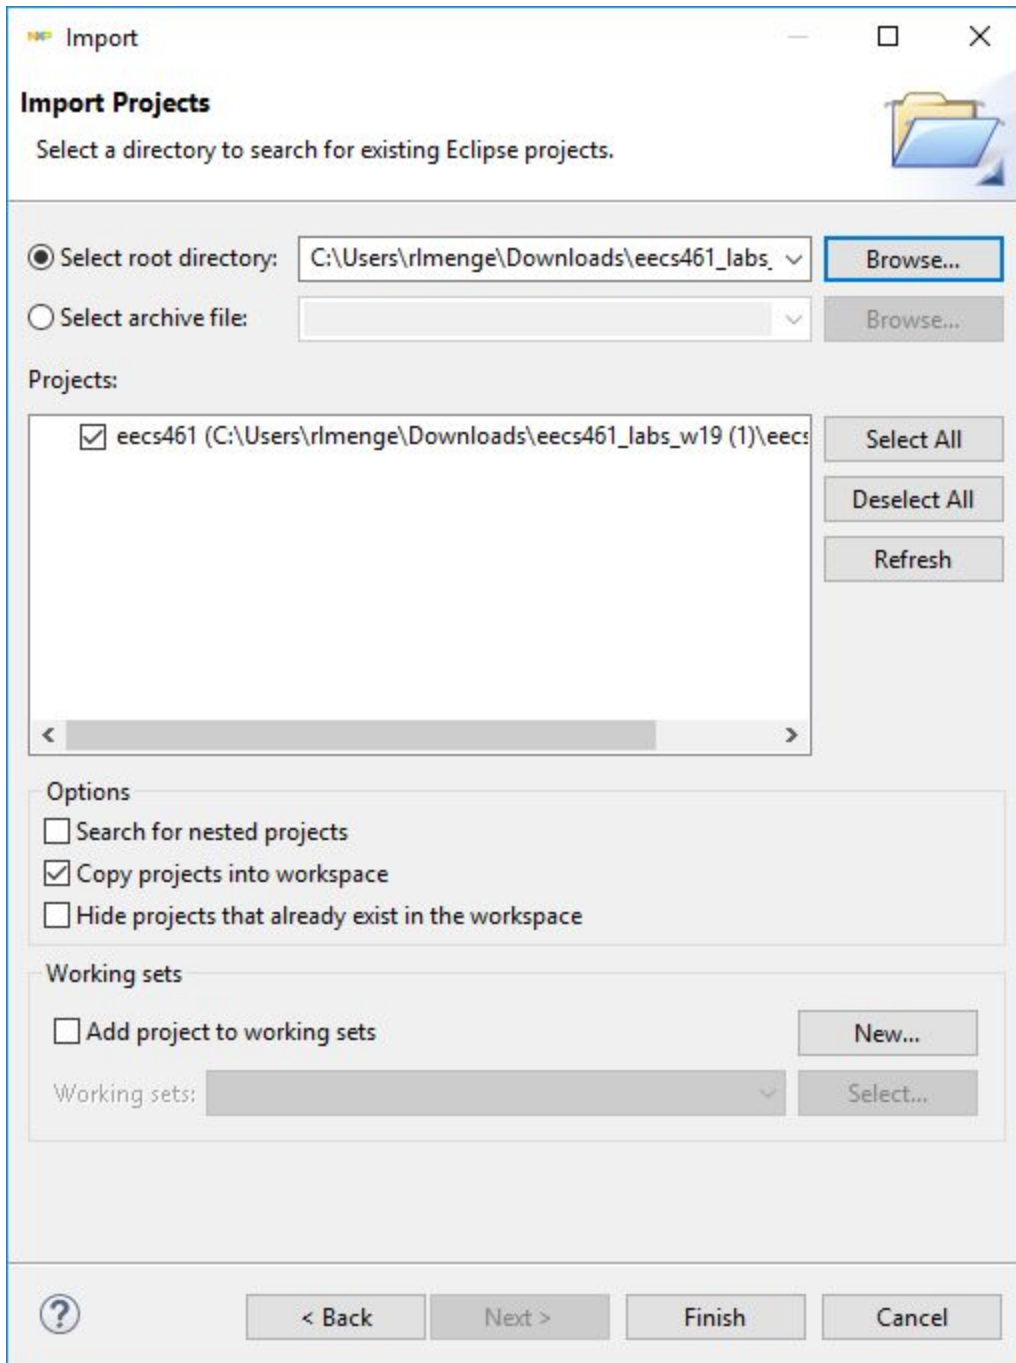 NXP Import
Import Projects
Select a directory to search for existing Eclipse projects.
Select root directory: C:\Users\rlmenge\Downloads\eecs461_labs_ Browse...
Select archive file: Browse...
Projects:
eecs461 (C:\Users\rlmenge\Downloads\eecs461_labs_w19 (1)\eecs
Select All
Deselect All
Refresh
Options
Search for nested projects
Copy projects into workspace
Hide projects that already exist in the workspace
Working sets
Add project to working sets New...
Working sets: Select...
? < Back Next > Finish Cancel